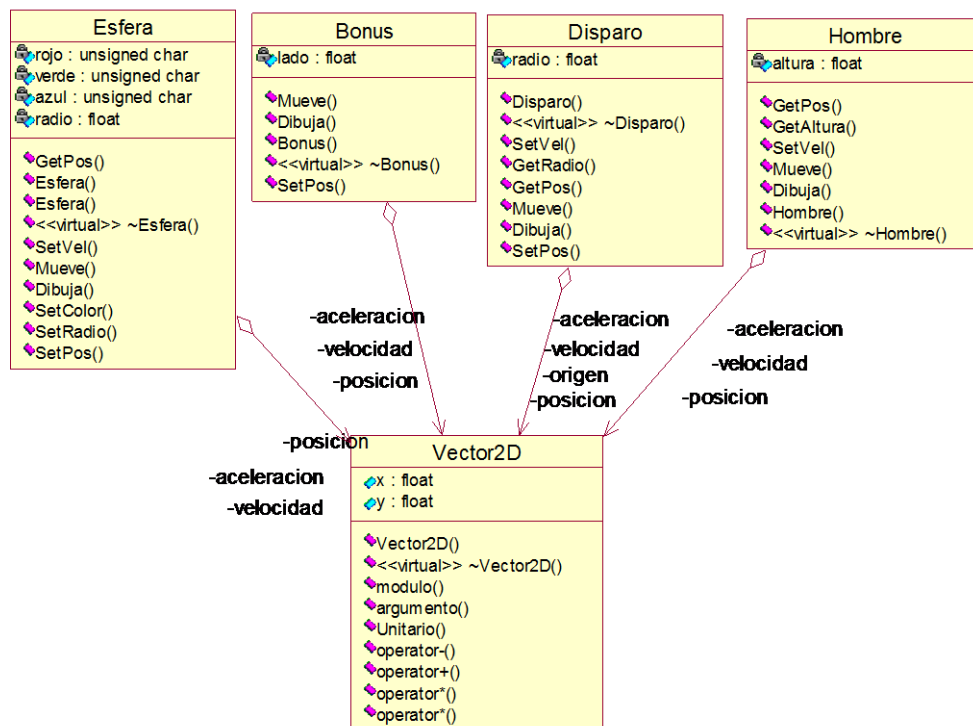 Esfera
rojo : unsigned char
verde : unsigned char
azul : unsigned char
radio : float
GetPos()
Esfera()
Esfera()
<<virtual>> ~Esfera()
SetVel()
Mueve()
Dibuja()
SetColor()
SetRadio()
SetPos()
Bonus
lado : float
Mueve()
Dibuja()
Bonus()
<<virtual>> ~Bonus()
SetPos()
Disparo
radio : float
Disparo()
<<virtual>> ~Disparo()
SetVel()
GetRadio()
GetPos()
Mueve()
Dibuja()
SetPos()
Hombre
altura : float
GetPos()
GetAltura()
SetVel()
Mueve()
Dibuja()
Hombre()
<<virtual>> ~Hombre()
-aceleracion
-velocidad
-posicion
-aceleracion
-velocidad
-origen
-posicion
-aceleracion
-velocidad
-posicion
-posicion
-aceleracion
-velocidad
Vector2D
x : float
y : float
Vector2D()
<<virtual>> ~Vector2D()
modulo()
argumento()
Unitario()
operator-()
operator+()
operator*()
operator*()